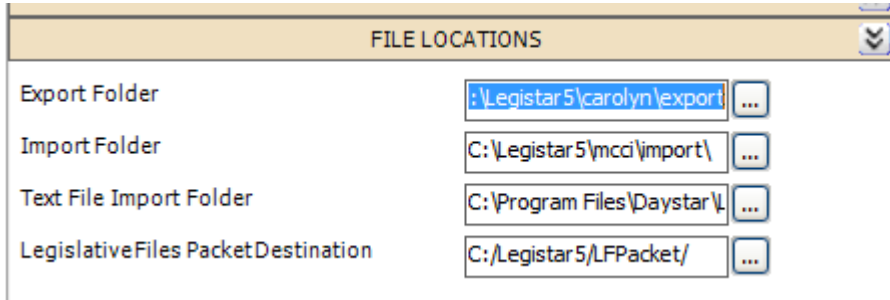 FILE LOCATIONS
Export Folder :\Legistar5\carolyn\export ...
Import Folder C:\Legistar5\mcci\import\ ...
Text File Import Folder C:\Program Files\Daystar\L ...
LegislativeFiles Packet Destination C:/Legistar5/LFPacket/ ...